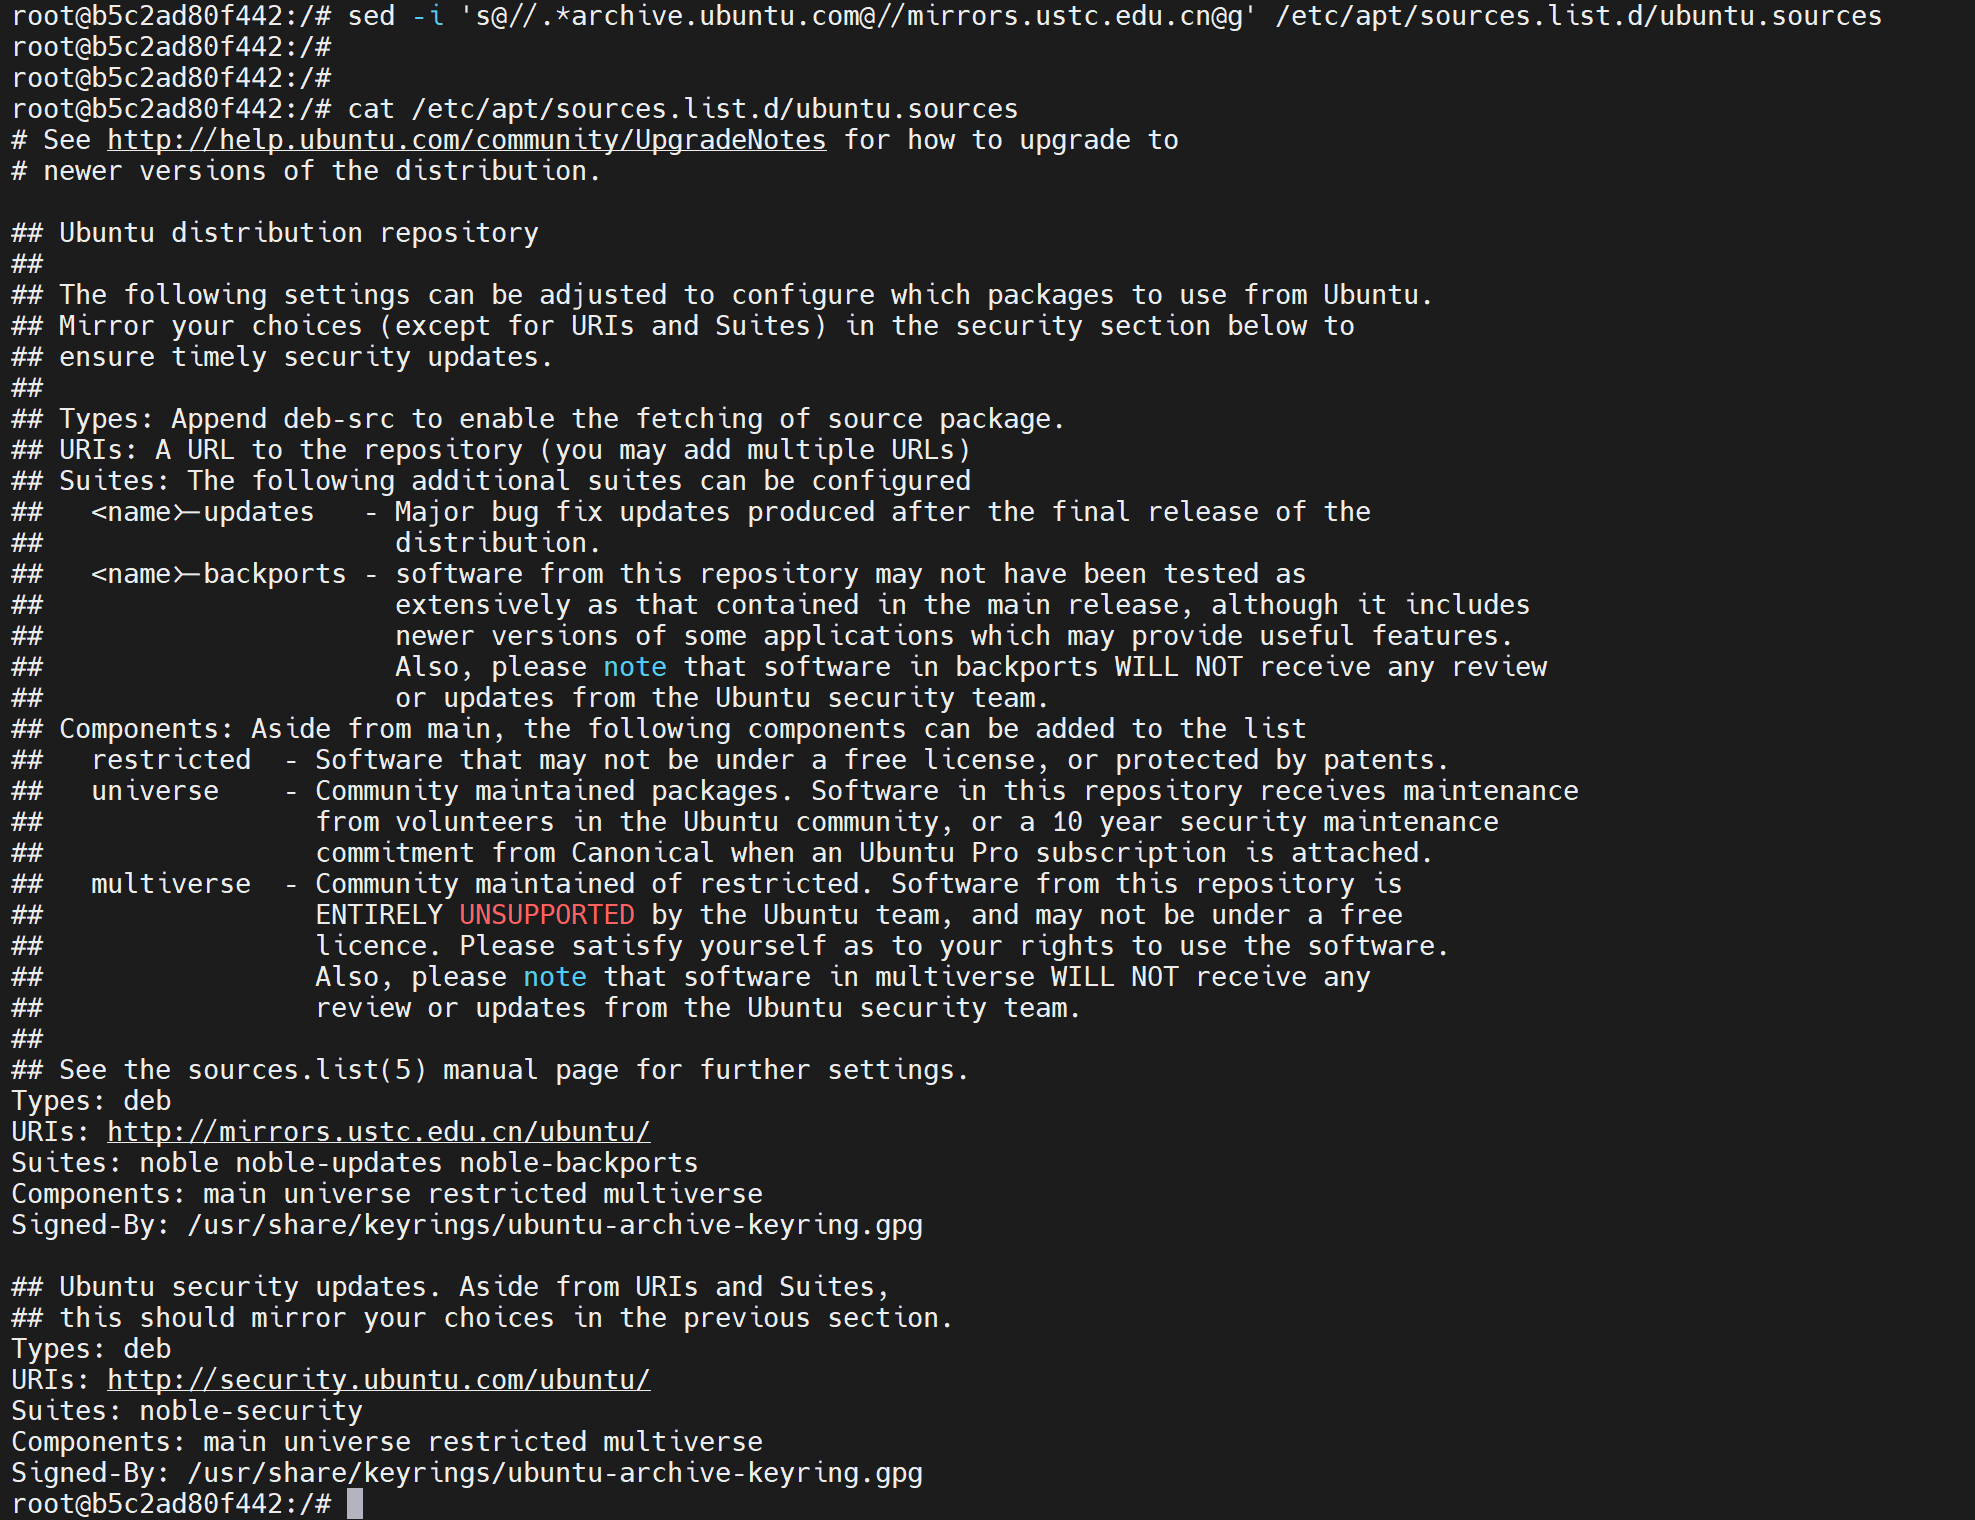 root@b5c2ad80f442:/# sed -i 's@//.*archive.ubuntu.com@//mirrors.ustc.edu.cn@g' /etc/apt/sources.list.d/ubuntu.sources
root@b5c2ad80f442:/#
root@b5c2ad80f442:/#
root@b5c2ad80f442:/# cat /etc/apt/sources.list.d/ubuntu.sources
# See http://help.ubuntu.com/community/UpgradeNotes for how to upgrade to
# newer versions of the distribution.

## Ubuntu distribution repository
##
## The following settings can be adjusted to configure which packages to use from Ubuntu.
## Mirror your choices (except for URIs and Suites) in the security section below to
## ensure timely security updates.
##
## Types: Append deb-src to enable the fetching of source package.
## URIs: A URL to the repository (you may add multiple URLs)
## Suites: The following additional suites can be configured
##   <name>-updates   - Major bug fix updates produced after the final release of the
##                      distribution.
##   <name>-backports - software from this repository may not have been tested as
##                      extensively as that contained in the main release, although it includes
##                      newer versions of some applications which may provide useful features.
##                      Also, please note that software in backports WILL NOT receive any review
##                      or updates from the Ubuntu security team.
## Components: Aside from main, the following components can be added to the list
##   restricted  - Software that may not be under a free license, or protected by patents.
##   universe    - Community maintained packages. Software in this repository receives maintenance
##                 from volunteers in the Ubuntu community, or a 10 year security maintenance
##                 commitment from Canonical when an Ubuntu Pro subscription is attached.
##   multiverse  - Community maintained of restricted. Software from this repository is
##                 ENTIRELY UNSUPPORTED by the Ubuntu team, and may not be under a free
##                 licence. Please satisfy yourself as to your rights to use the software.
##                 Also, please note that software in multiverse WILL NOT receive any
##                 review or updates from the Ubuntu security team.
##
## See the sources.list(5) manual page for further settings.
Types: deb
URIs: http://mirrors.ustc.edu.cn/ubuntu/
Suites: noble noble-updates noble-backports
Components: main universe restricted multiverse
Signed-By: /usr/share/keyrings/ubuntu-archive-keyring.gpg

## Ubuntu security updates. Aside from URIs and Suites,
## this should mirror your choices in the previous section.
Types: deb
URIs: http://security.ubuntu.com/ubuntu/
Suites: noble-security
Components: main universe restricted multiverse
Signed-By: /usr/share/keyrings/ubuntu-archive-keyring.gpg
root@b5c2ad80f442:/#